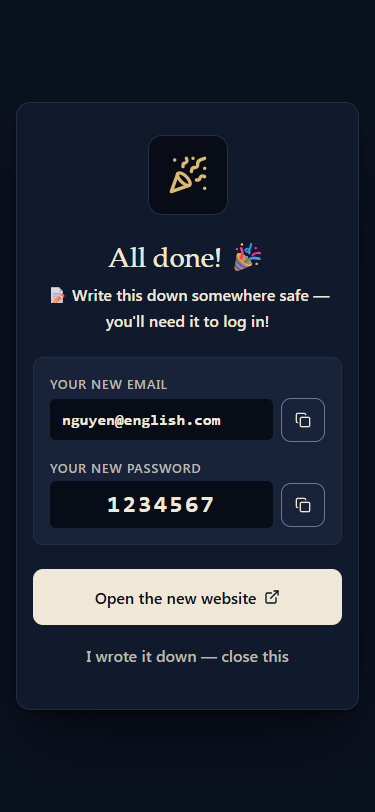 All done! 🎉
📝 Write this down somewhere safe —
you'll need it to log in!
YOUR NEW EMAIL
nguyen@english.com
YOUR NEW PASSWORD
1234567
Open the new website
I wrote it down — close this